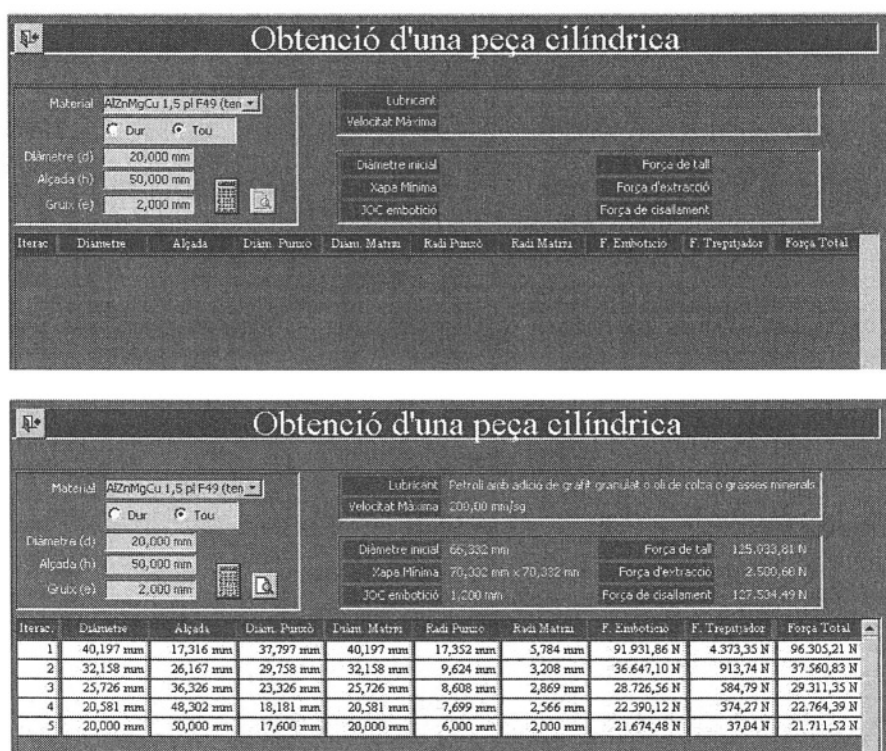 Obtenció d'una peça cilíndrica
Material AlZnMgCu 1,5 pl F49 (ten
Dur Tou
Diàmetre (d) 20,000 mm
Alçada (h) 50,000 mm
Gruix (e) 2,000 mm
Lubricant
Velocitat Màxima
Diàmetre inicial Força de tall
Xapa Mínima Força d'extracció
JOC embotició Força de cisallament
Iterac. Diàmetre Alçada Diàm. Punxó Diàm. Matriu Radi Punxó Radi Matriu F. Embotició F. Trepitjador Força Total
Obtenció d'una peça cilíndrica
Material AlZnMgCu 1,5 pl F49 (ten
Dur Tou
Diàmetre (d) 20,000 mm
Alçada (h) 50,000 mm
Gruix (e) 2,000 mm
Lubricant Petroli amb adició de grafit granulat o oli de colza o grasses minerals
Velocitat Màxima 200,00 mm/sg
Diàmetre inicial 66,332 mm Força de tall 125.033,81 N
Xapa Mínima 70,332 mm x 70,332 mm Força d'extracció 2.500,68 N
JOC embotició 1,200 mm Força de cisallament 127.534,49 N
Iterac. Diàmetre Alçada Diàm. Punxó Diàm. Matriu Radi Punxó Radi Matriu F. Embotició F. Trepitjador Força Total
1 40,197 mm 17,316 mm 37,797 mm 40,197 mm 17,352 mm 5,784 mm 91.931,86 N 4.373,35 N 96.305,21 N
2 32,158 mm 26,167 mm 29,758 mm 32,158 mm 9,624 mm 3,208 mm 36.647,10 N 913,74 N 37.560,83 N
3 25,726 mm 36,326 mm 23,326 mm 25,726 mm 8,608 mm 2,869 mm 28.726,56 N 584,79 N 29.311,35 N
4 20,581 mm 48,302 mm 18,181 mm 20,581 mm 7,699 mm 2,566 mm 22.390,12 N 374,27 N 22.764,39 N
5 20,000 mm 50,000 mm 17,600 mm 20,000 mm 6,000 mm 2,000 mm 21.674,48 N 37,04 N 21.711,52 N